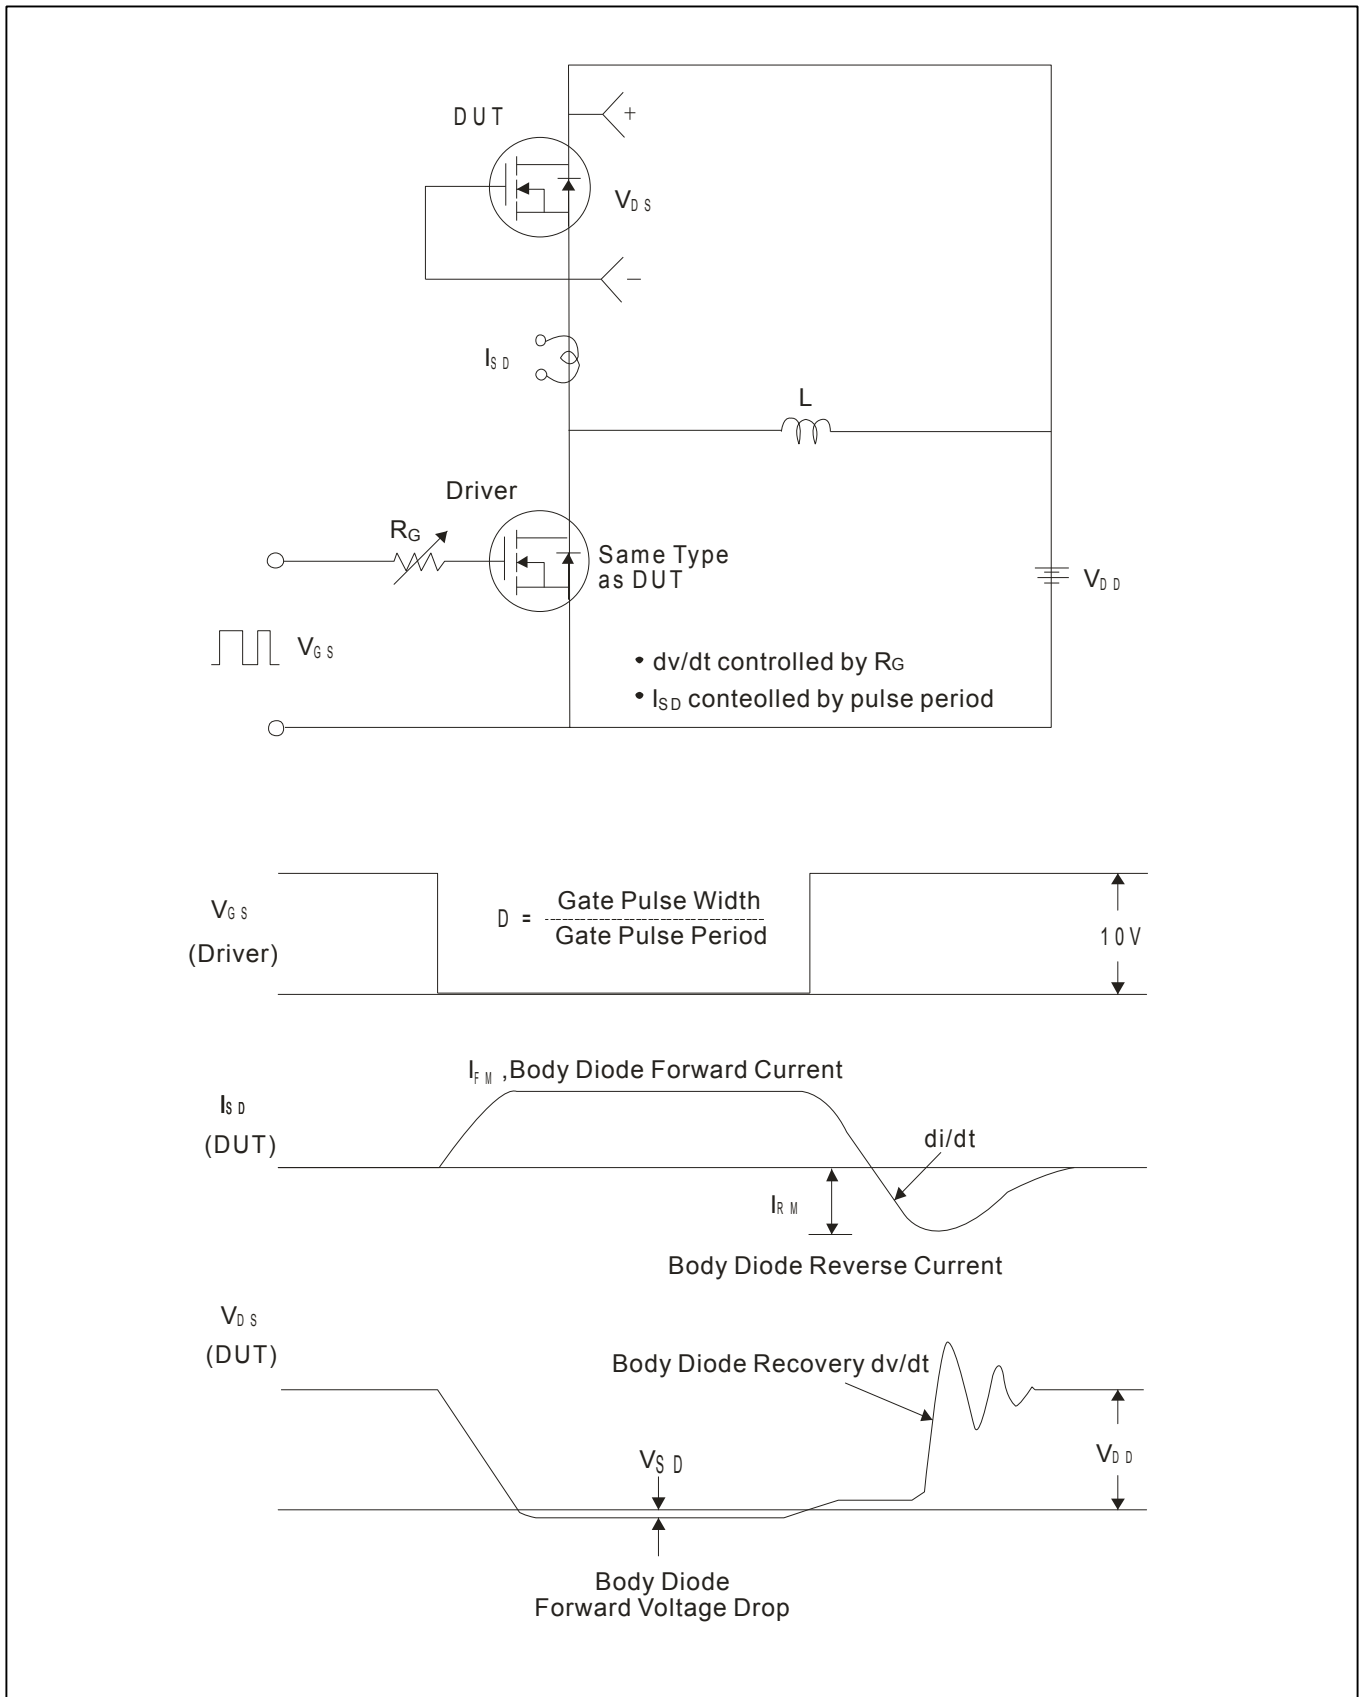 DUT
+
VDS
−
ISD
L
Driver
RG
Same Type
as DUT
VDD
VGS
• dv/dt controlled by RG
• ISD conteolled by pulse period
VGS
(Driver)
D = Gate Pulse Width
Gate Pulse Period
10V
IFM ,Body Diode Forward Current
ISD
(DUT)
di/dt
IRM
Body Diode Reverse Current
VDS
(DUT)
Body Diode Recovery dv/dt
VSD
VDD
Body Diode
Forward Voltage Drop